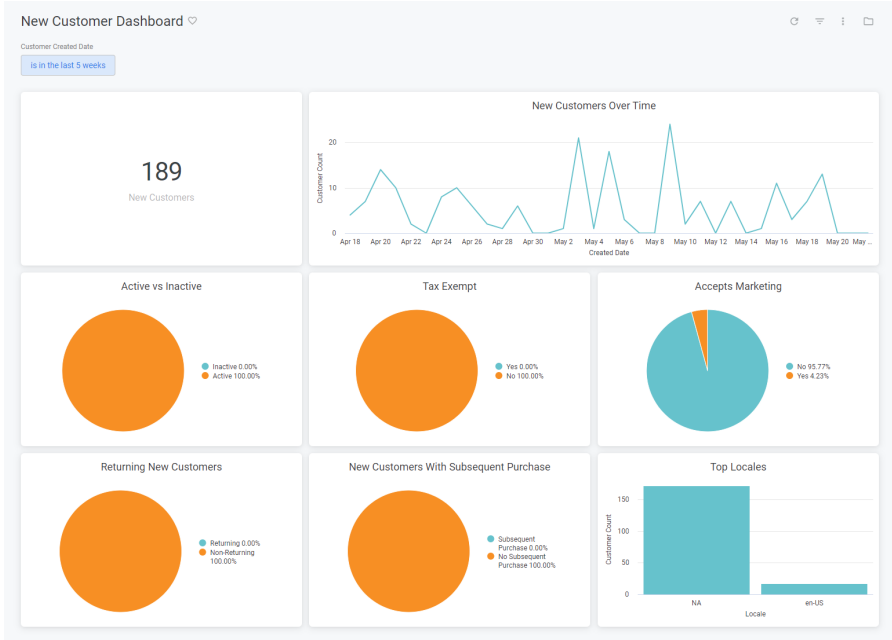 New Customer Dashboard
Customer Created Date
is in the last 5 weeks
189
New Customers
New Customers Over Time
Customer Count
20
10
0
Apr 18 Apr 20 Apr 22 Apr 24 Apr 26 Apr 28 Apr 30 May 2 May 4 May 6 May 8 May 10 May 12 May 14 May 16 May 18 May 20 May ...
Created Date
Active vs Inactive
Inactive 0.00%
Active 100.00%
Tax Exempt
Yes 0.00%
No 100.00%
Accepts Marketing
No 95.77%
Yes 4.23%
Returning New Customers
Returning 0.00%
Non-Returning
100.00%
New Customers With Subsequent Purchase
Subsequent
Purchase 0.00%
No Subsequent
Purchase 100.00%
Top Locales
Customer Count
150
100
50
0
NA en-US
Locale